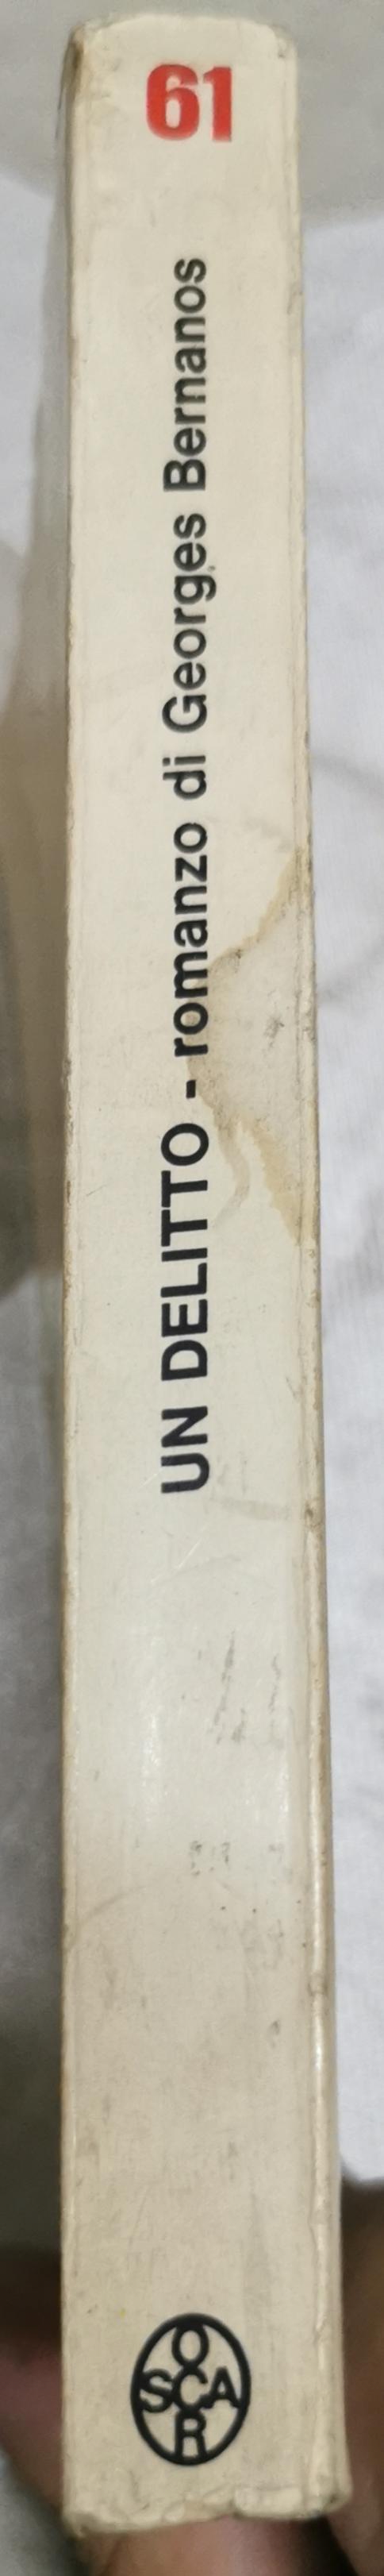 61
UN DELITTO - romanzo di Georges Bernanos
OSCAR